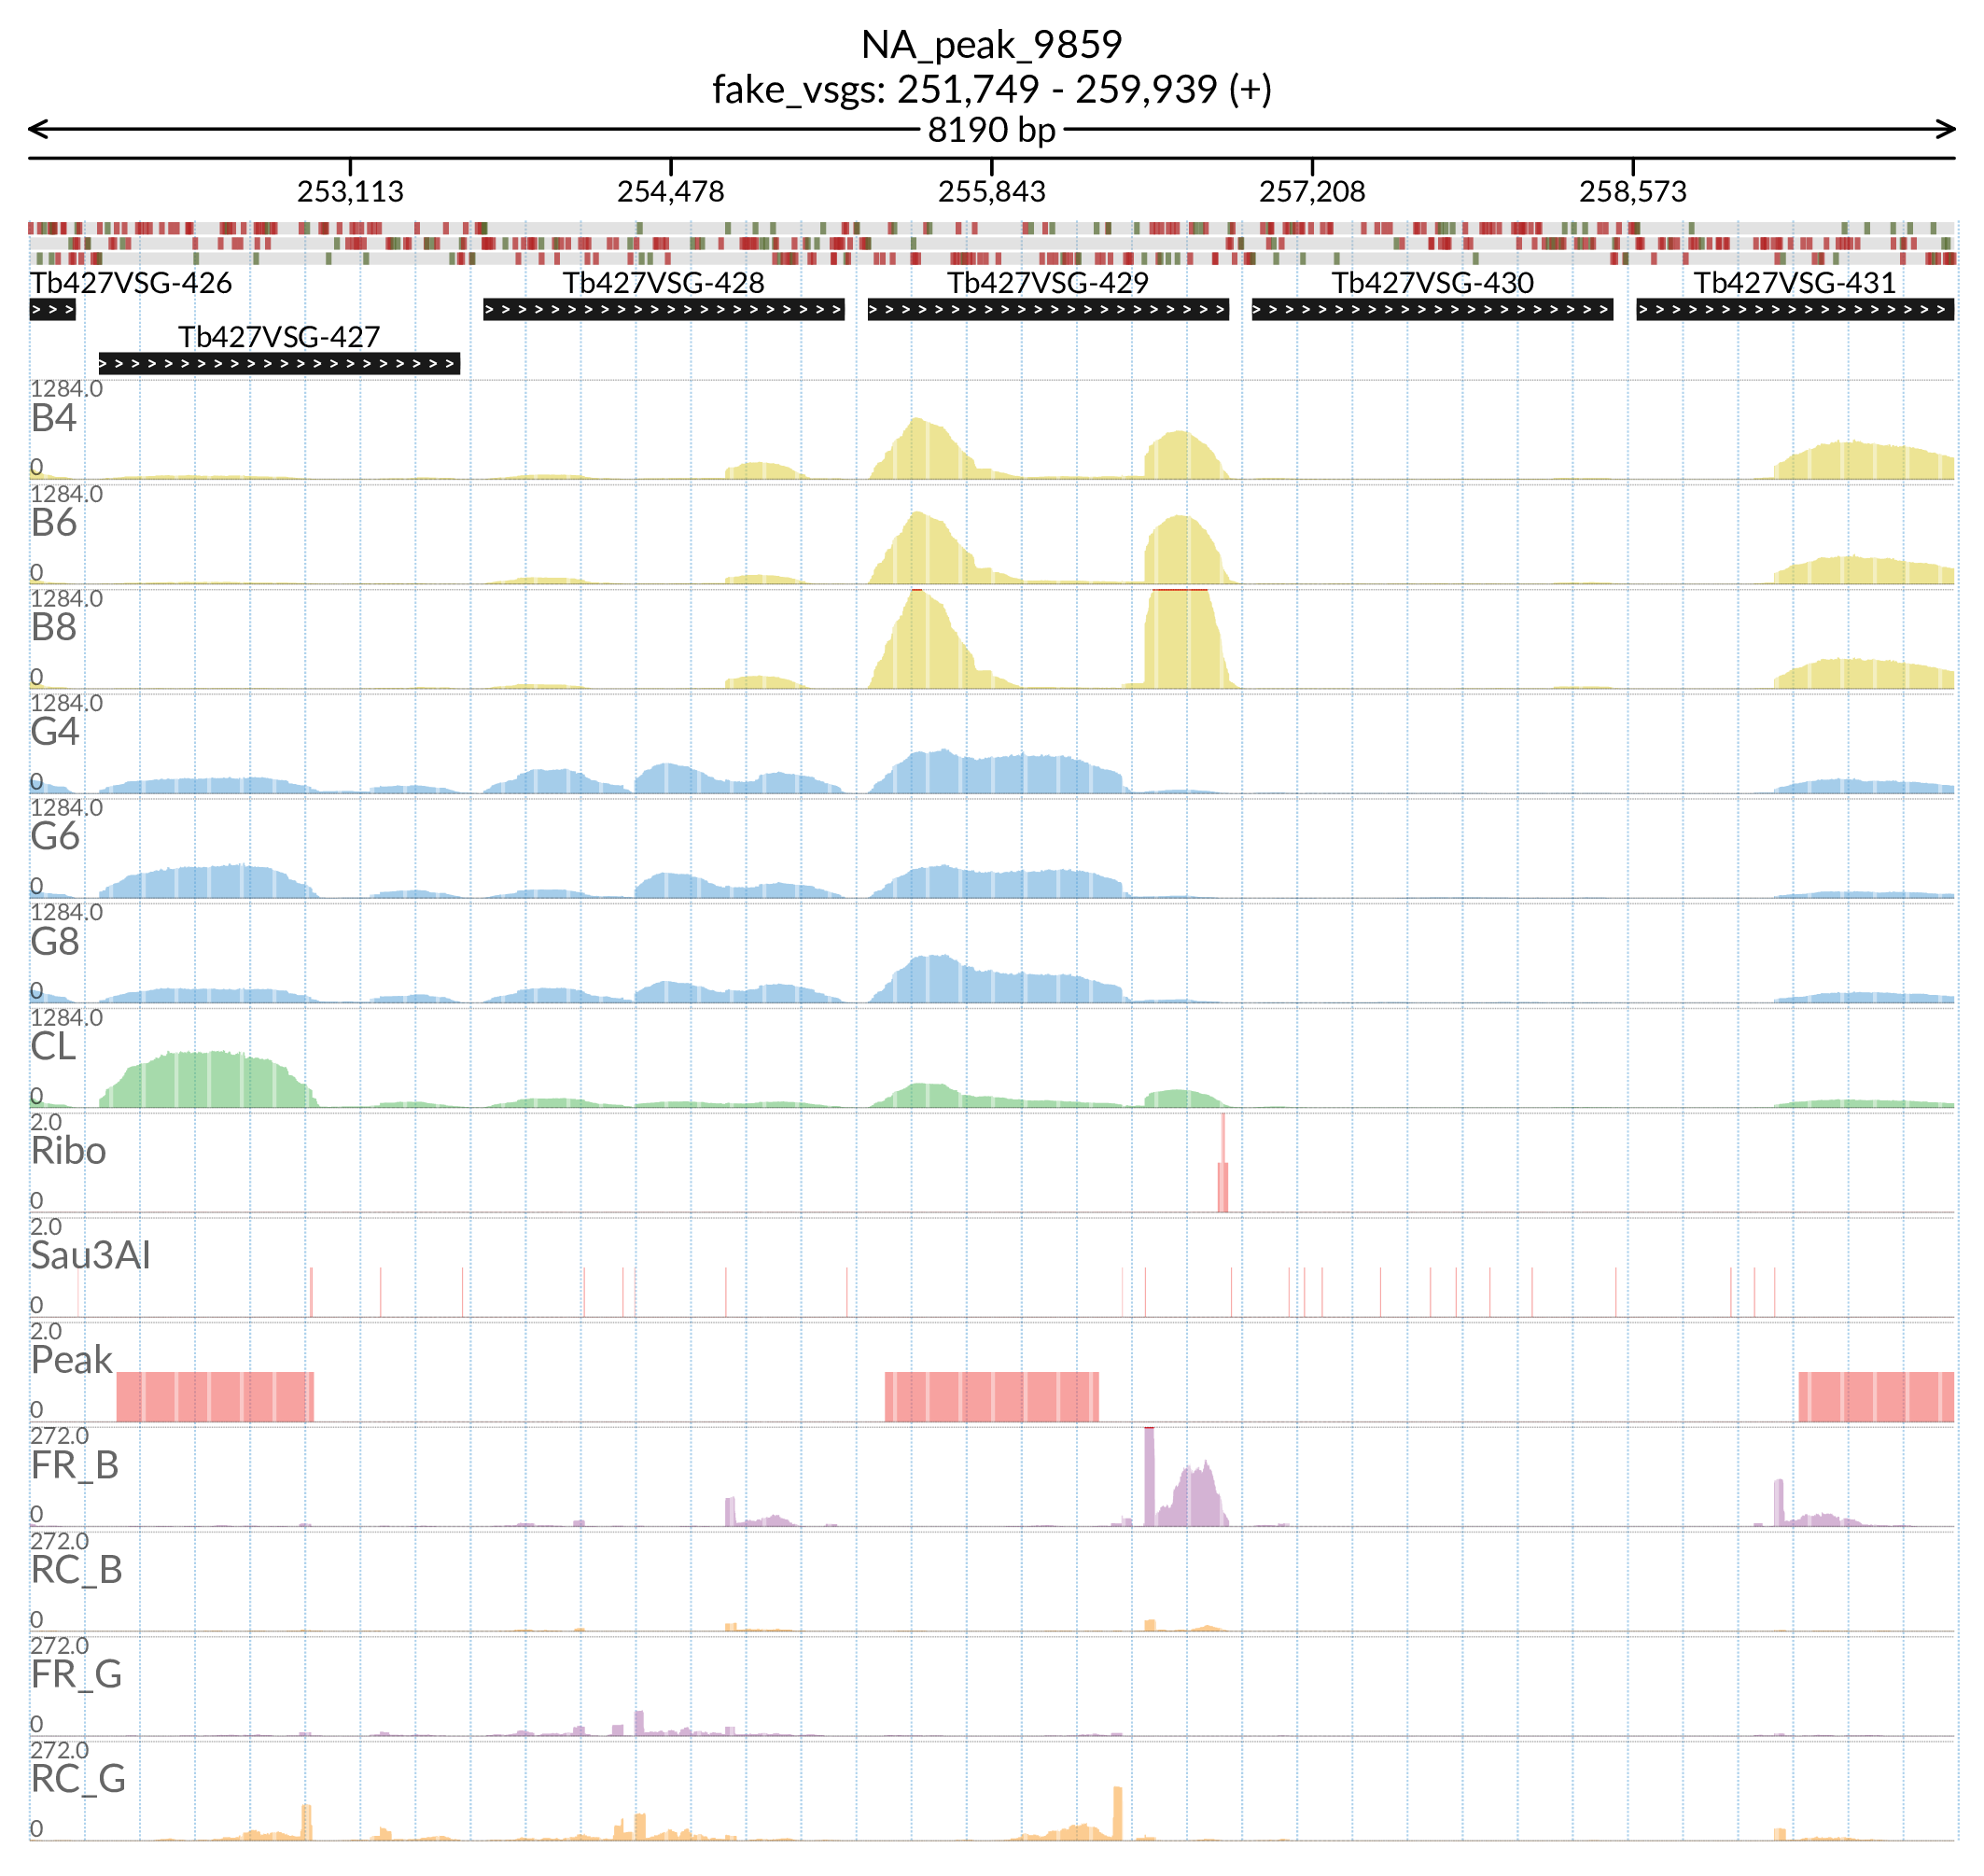 NA_peak_9859
fake_vsgs: 251,749 - 259,939 (+)
8190 bp
253,113 254,478 255,843 257,208 258,573
Tb427VSG-426 Tb427VSG-428 Tb427VSG-429 Tb427VSG-430 Tb427VSG-431
Tb427VSG-427
1284.0
B4
0
1284.0
B6
0
1284.0
B8
0
1284.0
G4
0
1284.0
G6
0
1284.0
G8
0
1284.0
CL
0
2.0
Ribo
0
2.0
Sau3AI
0
2.0
Peak
0
272.0
FR_B
0
272.0
RC_B
0
272.0
FR_G
0
272.0
RC_G
0